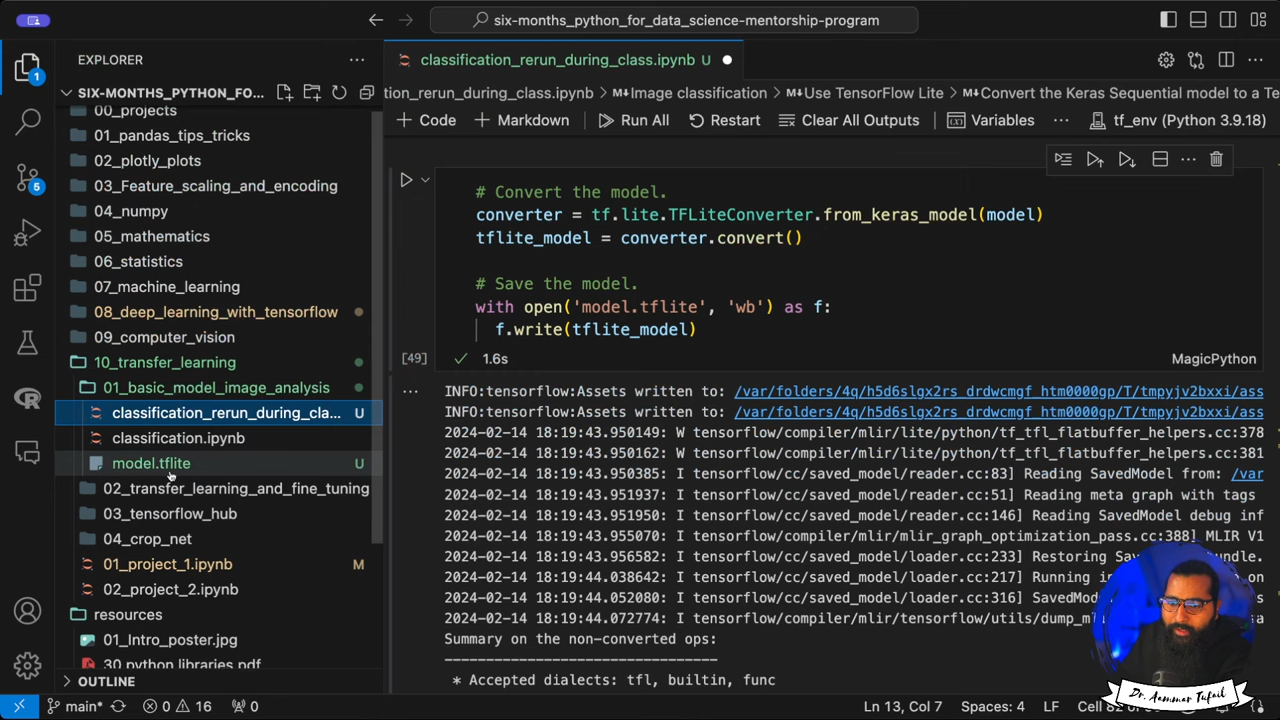 six-months_python_for_data_science-mentorship-program
EXPLORER
SIX-MONTHS_PYTHON_FO...
00_projects
01_pandas_tips_tricks
02_plotly_plots
03_Feature_scaling_and_encoding
04_numpy
05_mathematics
06_statistics
07_machine_learning
08_deep_learning_with_tensorflow
09_computer_vision
10_transfer_learning
01_basic_model_image_analysis
classification_rerun_during_cla... U
classification.ipynb
model.tflite U
02_transfer_learning_and_fine_tuning
03_tensorflow_hub
04_crop_net
01_project_1.ipynb M
02_project_2.ipynb
resources
01_Intro_poster.jpg
30 python libraries.pdf
OUTLINE
1
5
classification_rerun_during_class.ipynb U
tion_rerun_during_class.ipynb > Image classification > Use TensorFlow Lite > Convert the Keras Sequential model to a Te
Code Markdown Run All Restart Clear All Outputs Variables ... tf_env (Python 3.9.18)
# Convert the model.
converter = tf.lite.TFLiteConverter.from_keras_model(model)
tflite_model = converter.convert()
# Save the model.
with open('model.tflite', 'wb') as f:
f.write(tflite_model)
[49] 1.6s MagicPython
INFO:tensorflow:Assets written to: /var/folders/4q/h5d6slgx2rs_drdwcmgf_htm0000gp/T/tmpyjv2bxxi/ass
INFO:tensorflow:Assets written to: /var/folders/4q/h5d6slgx2rs_drdwcmgf_htm0000gp/T/tmpyjv2bxxi/ass
2024-02-14 18:19:43.950149: W tensorflow/compiler/mlir/lite/python/tf_tfl_flatbuffer_helpers.cc:378
2024-02-14 18:19:43.950162: W tensorflow/compiler/mlir/lite/python/tf_tfl_flatbuffer_helpers.cc:381
2024-02-14 18:19:43.950385: I tensorflow/cc/saved_model/reader.cc:83] Reading SavedModel from: /var
2024-02-14 18:19:43.951937: I tensorflow/cc/saved_model/reader.cc:51] Reading meta graph with tags
2024-02-14 18:19:43.951950: I tensorflow/cc/saved_model/reader.cc:146] Reading SavedModel debug inf
2024-02-14 18:19:43.955070: I tensorflow/compiler/mlir/mlir_graph_optimization_pass.cc:388] MLIR V1
2024-02-14 18:19:43.956582: I tensorflow/cc/saved_model/loader.cc:233] Restoring Sav bundle.
2024-02-14 18:19:44.038642: I tensorflow/cc/saved_model/loader.cc:217] Running in on
2024-02-14 18:19:44.052080: I tensorflow/cc/saved_model/loader.cc:316] SavedMod
2024-02-14 18:19:44.072774: I tensorflow/compiler/mlir/tensorflow/utils/dump_ml sa
Summary on the non-converted ops:
---------------------------------
* Accepted dialects: tfl, builtin, func
Dr. Aammar Tufail
main* 0 16 0 Ln 13, Col 7 Spaces: 4 LF Cell 82 of